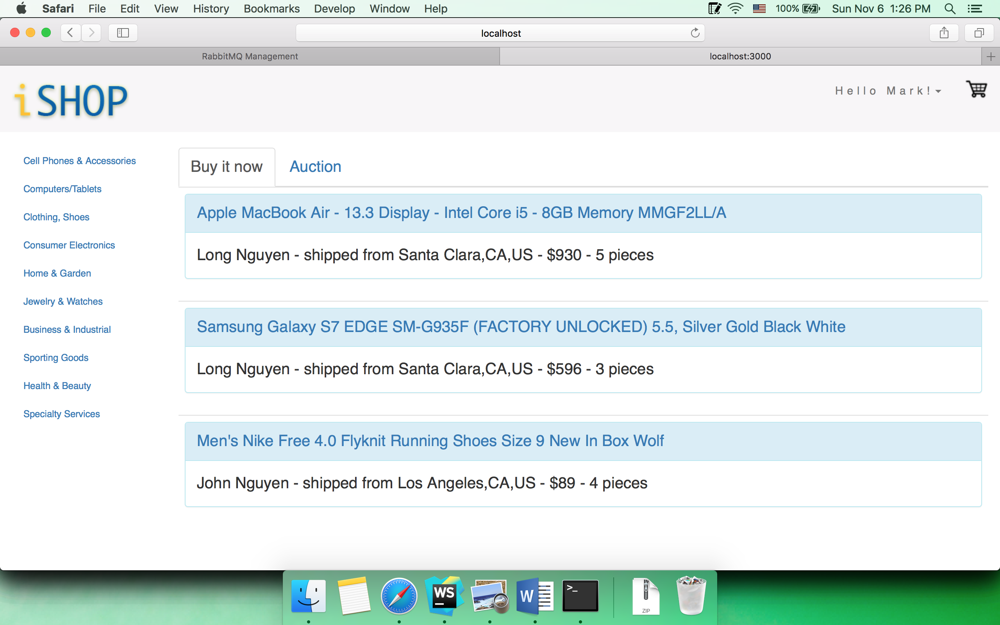 Safari File Edit View History Bookmarks Develop Window Help 100% Sun Nov 6 1:26 PM
localhost
RabbitMQ Management localhost:3000
iSHOP
Hello Mark!
Cell Phones & Accessories
Computers/Tablets
Clothing, Shoes
Consumer Electronics
Home & Garden
Jewelry & Watches
Business & Industrial
Sporting Goods
Health & Beauty
Specialty Services
Buy it now Auction
Apple MacBook Air - 13.3 Display - Intel Core i5 - 8GB Memory MMGF2LL/A
Long Nguyen - shipped from Santa Clara,CA,US - $930 - 5 pieces
Samsung Galaxy S7 EDGE SM-G935F (FACTORY UNLOCKED) 5.5, Silver Gold Black White
Long Nguyen - shipped from Santa Clara,CA,US - $596 - 3 pieces
Men's Nike Free 4.0 Flyknit Running Shoes Size 9 New In Box Wolf
John Nguyen - shipped from Los Angeles,CA,US - $89 - 4 pieces
WS W >_ ZIP